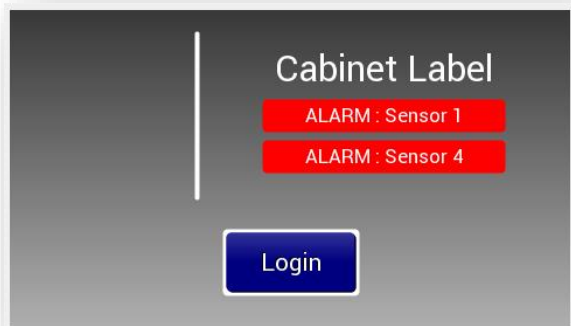 Cabinet Label
ALARM : Sensor 1
ALARM : Sensor 4
Login